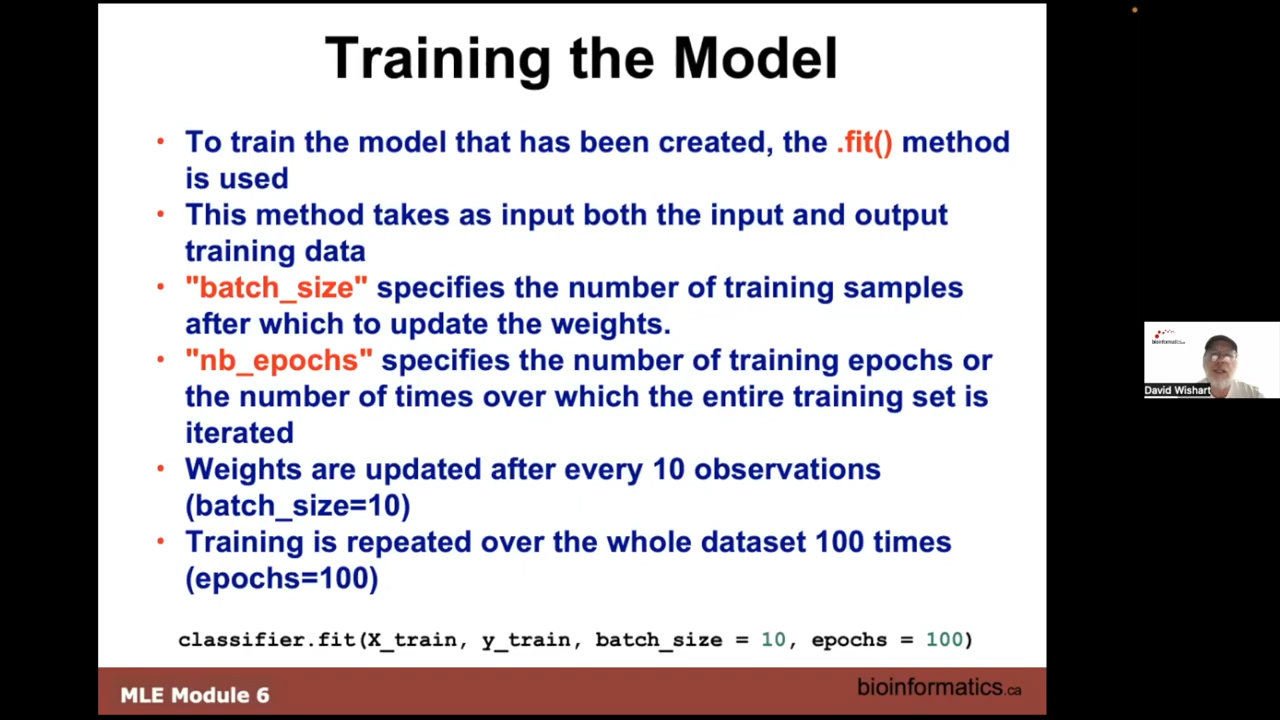 Training the Model
• To train the model that has been created, the .fit() method
is used
• This method takes as input both the input and output
training data
• "batch_size" specifies the number of training samples
after which to update the weights.
• "nb_epochs" specifies the number of training epochs or
the number of times over which the entire training set is
iterated
• Weights are updated after every 10 observations
(batch_size=10)
• Training is repeated over the whole dataset 100 times
(epochs=100)
classifier.fit(X_train, y_train, batch_size = 10, epochs = 100)
MLE Module 6
bioinformatics.ca
bioinformatics.ca
David Wishart